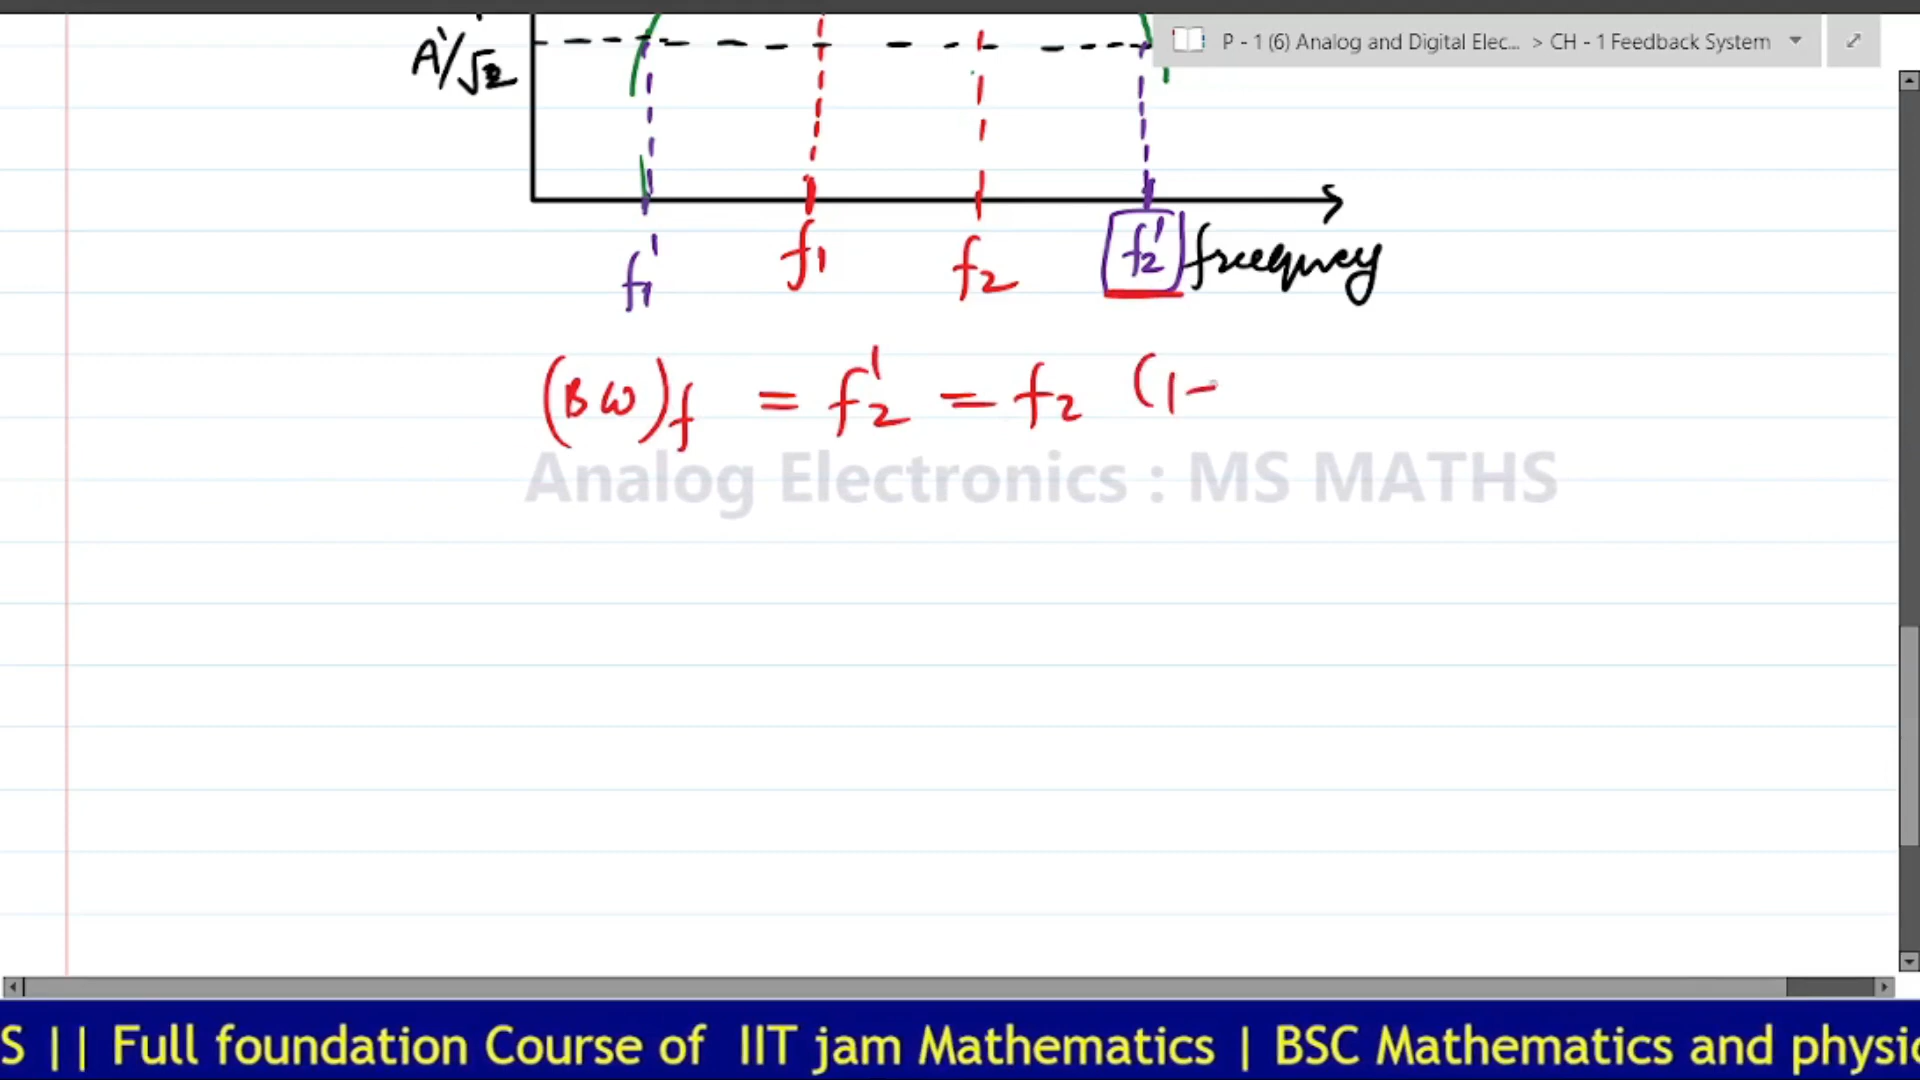 A'/√2
P - 1 (6) Analog and Digital Elec... > CH - 1 Feedback System
f1' f1 f2 f2' frequency
(BW)f = f2' = f2 (1-
Analog Electronics : MS MATHS
S || Full foundation Course of IIT jam Mathematics | BSC Mathematics and physic